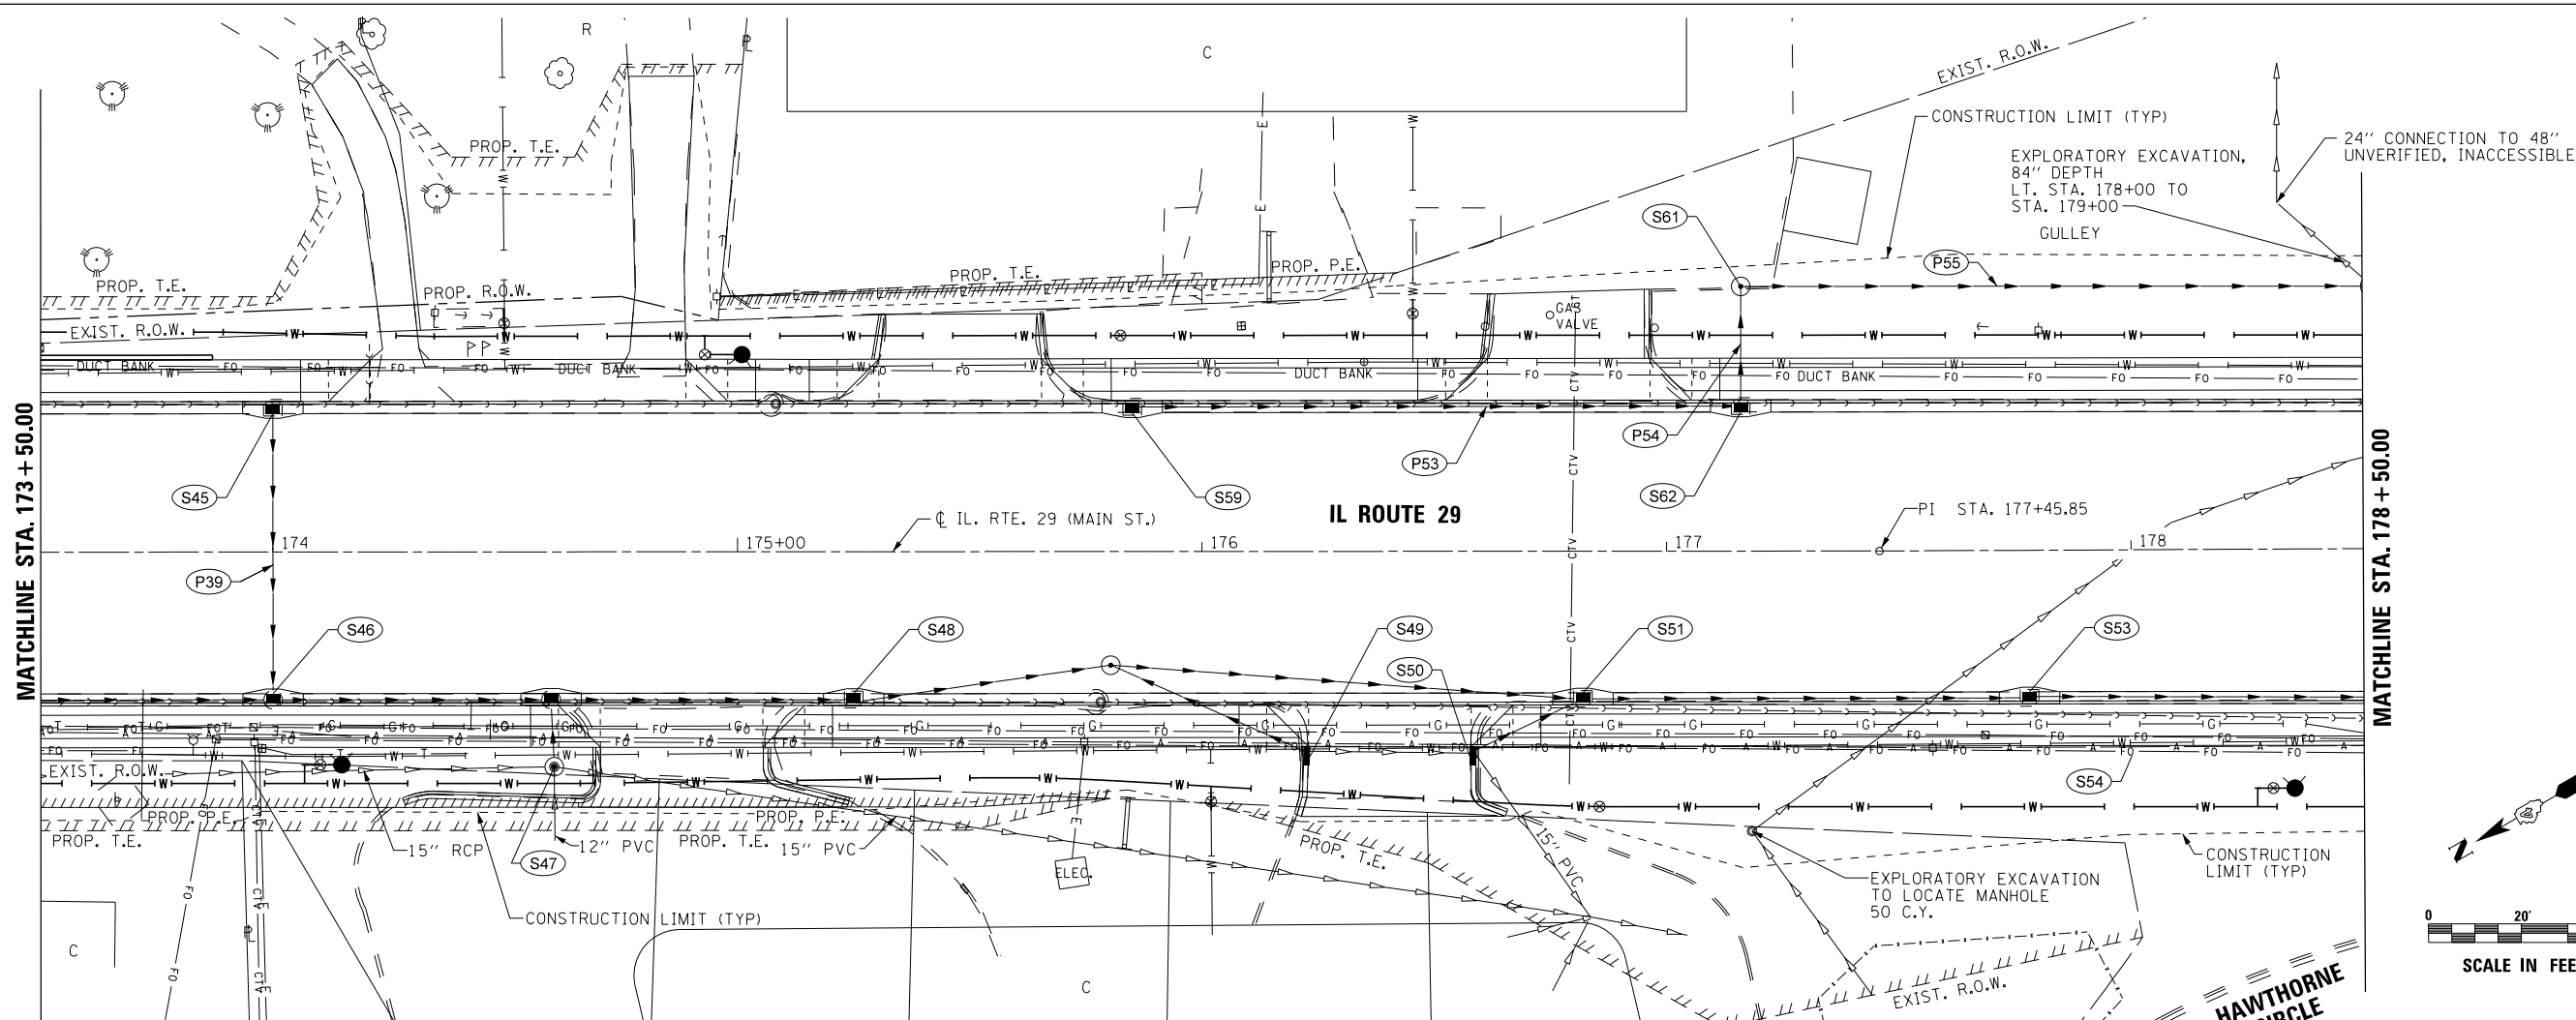 R
C
EXIST. R.O.W.
CONSTRUCTION LIMIT (TYP)
24" CONNECTION TO 48"
UNVERIFIED, INACCESSIBLE
EXPLORATORY EXCAVATION,
84" DEPTH
LT. STA. 178+00 TO
STA. 179+00
GULLEY
PROP. T.E.
S61
P55
PROP. T.E.
PROP. R.O.W.
PROP. T.E.
PROP. P.E.
GAS
VALVE
EXIST. R.O.W.
DUCT BANK
DUCT BANK
DUCT BANK
DUCT BANK
P54
P53
S45
S59
S62
MATCHLINE STA. 173+50.00
MATCHLINE STA. 178+50.00
IL ROUTE 29
℄ IL. RTE. 29 (MAIN ST.)
PI STA. 177+45.85
174
175+00
176
177
178
P39
S46
S48
S49
S50
S51
S53
S54
EXIST. R.O.W.
PROP. P.E.
PROP. T.E.
15" RCP
S47
12" PVC
PROP. T.E.
PROP. P.E.
15" PVC
ELEC.
PROP. T.E.
15" PVC
CONSTRUCTION LIMIT (TYP)
CONSTRUCTION
LIMIT (TYP)
EXPLORATORY EXCAVATION
TO LOCATE MANHOLE
50 C.Y.
C
C
EXIST. R.O.W.
HAWTHORNE
N
0 20'
SCALE IN FEE